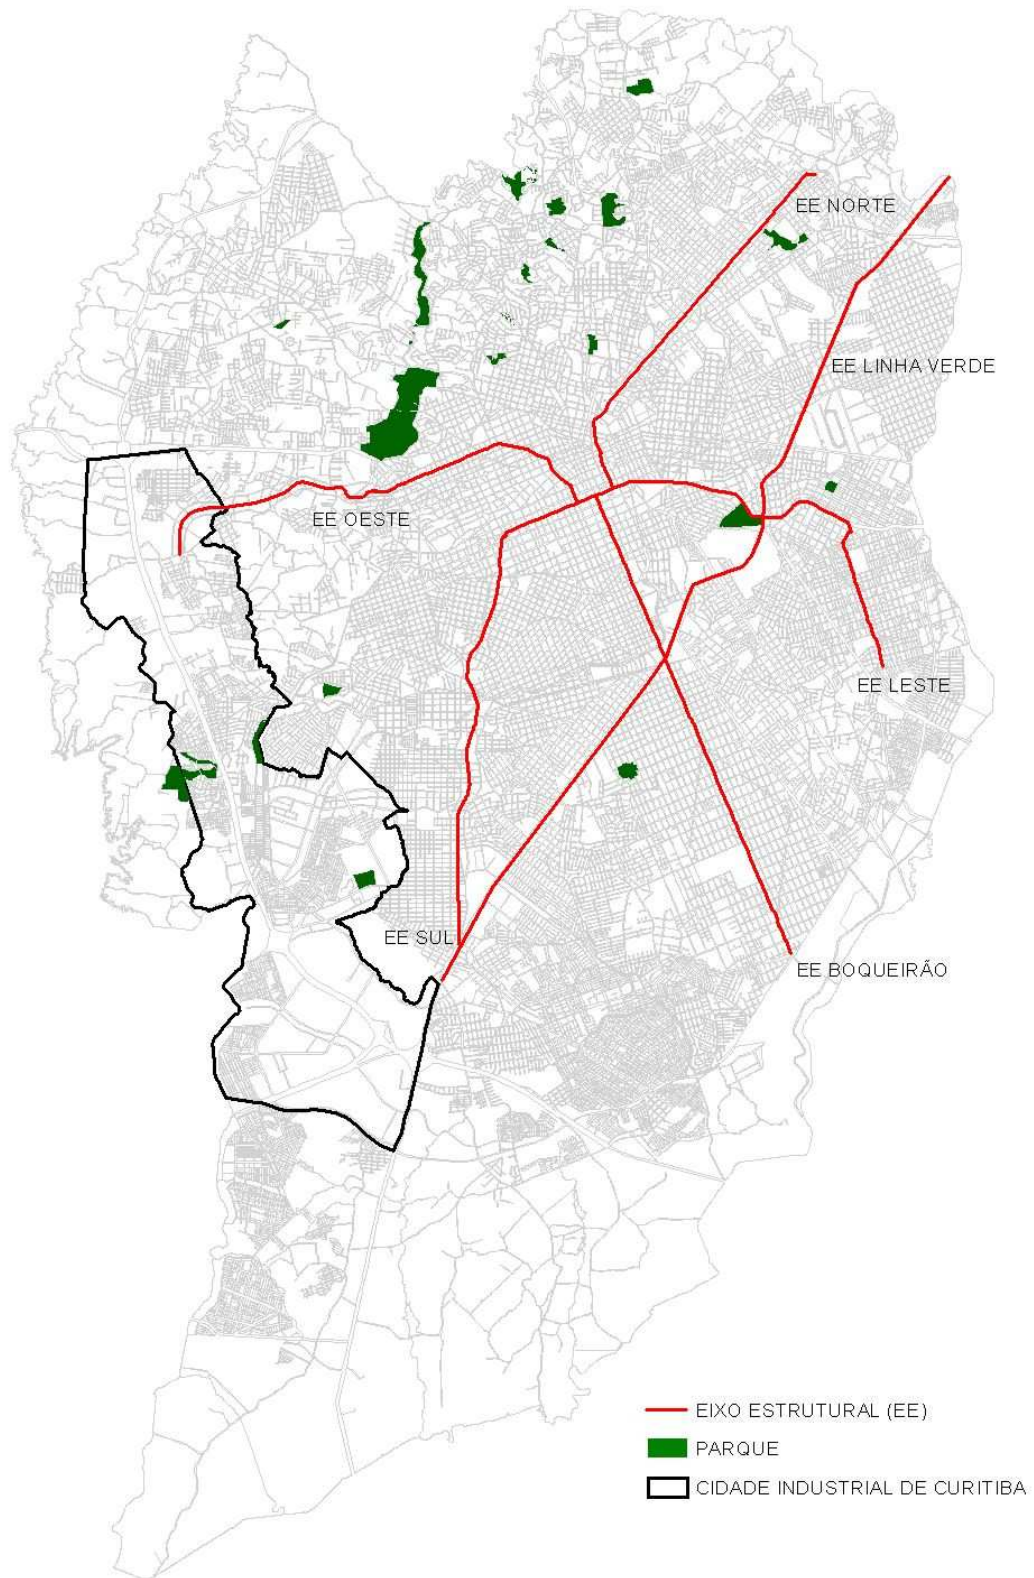 EE NORTE
EE LINHA VERDE
EE OESTE
EE LESTE
EE SUL
EE BOQUEIRÃO
EIXO ESTRUTURAL (EE)
PARQUE
CIDADE INDUSTRIAL DE CURITIBA